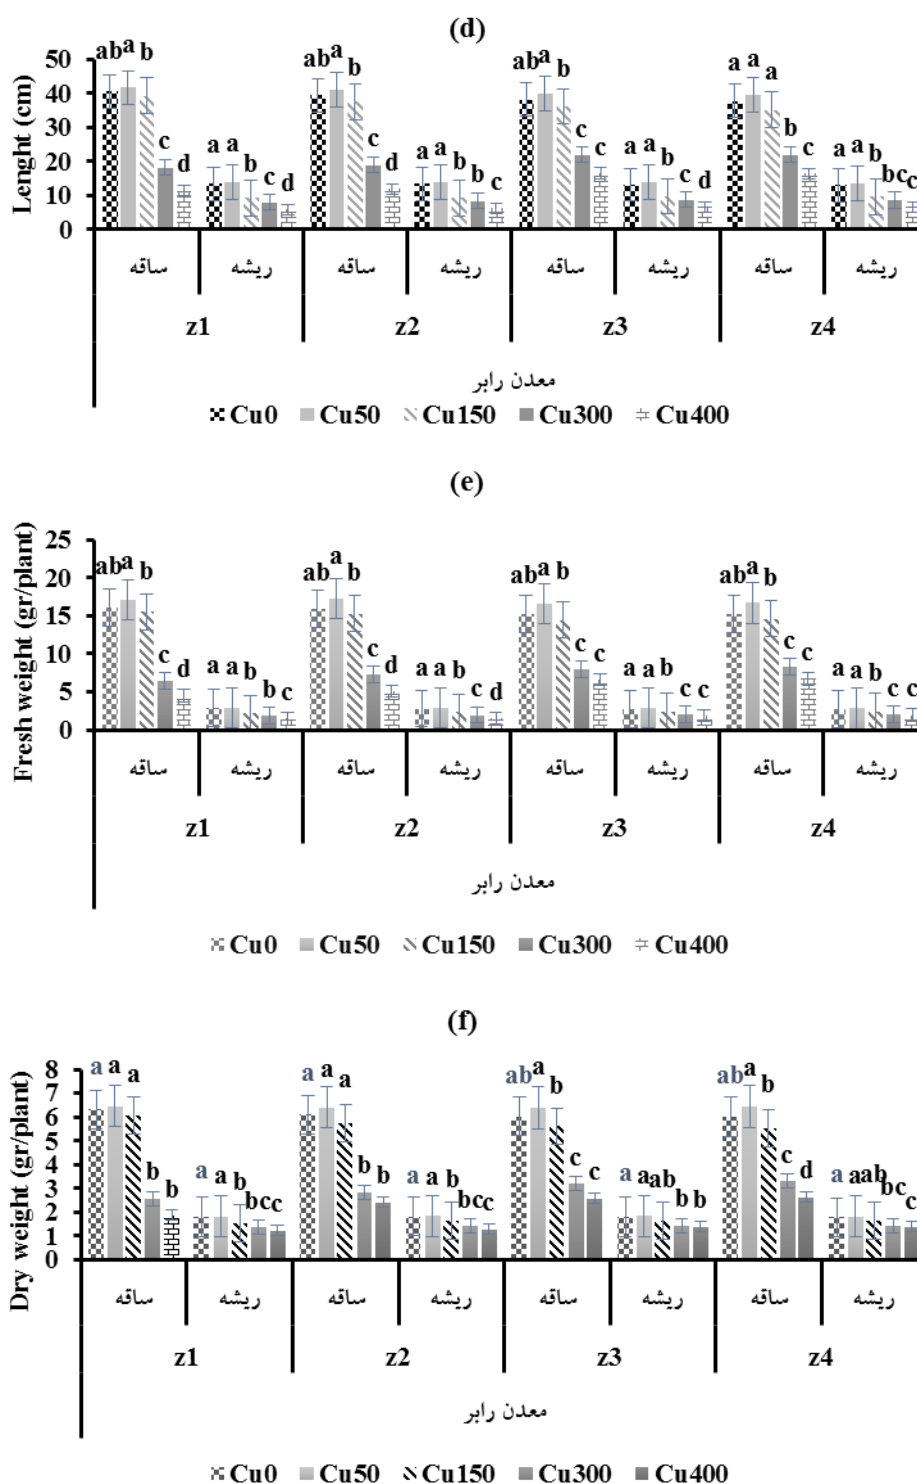 (d)
Lenght (cm)
50
40
30
20
10
0
ab a b c d a a b c d ab a b c d a a b b c ab a b c c a a b c d a a a b c a a b bc c
ساقه ریشه ساقه ریشه ساقه ریشه ساقه ریشه
z1 z2 z3 z4
معدن رابر
Cu0 Cu50 Cu150 Cu300 Cu400
(e)
Fresh weight (gr/plant)
25
20
15
10
5
0
ab a b c d a a b b c ab a b c d a a b c d ab a b c c a a b c c ab a b c c a a b c c
ساقه ریشه ساقه ریشه ساقه ریشه ساقه ریشه
z1 z2 z3 z4
معدن رابر
Cu0 Cu50 Cu150 Cu300 Cu400
(f)
Dry weight (gr/plant)
8
7
6
5
4
3
2
1
0
a a a b b a a b bc c a a a b b a a b bc c ab a b c c a a ab b b ab a b c d a a ab bc c
ساقه ریشه ساقه ریشه ساقه ریشه ساقه ریشه
z1 z2 z3 z4
معدن رابر
Cu0 Cu50 Cu150 Cu300 Cu400